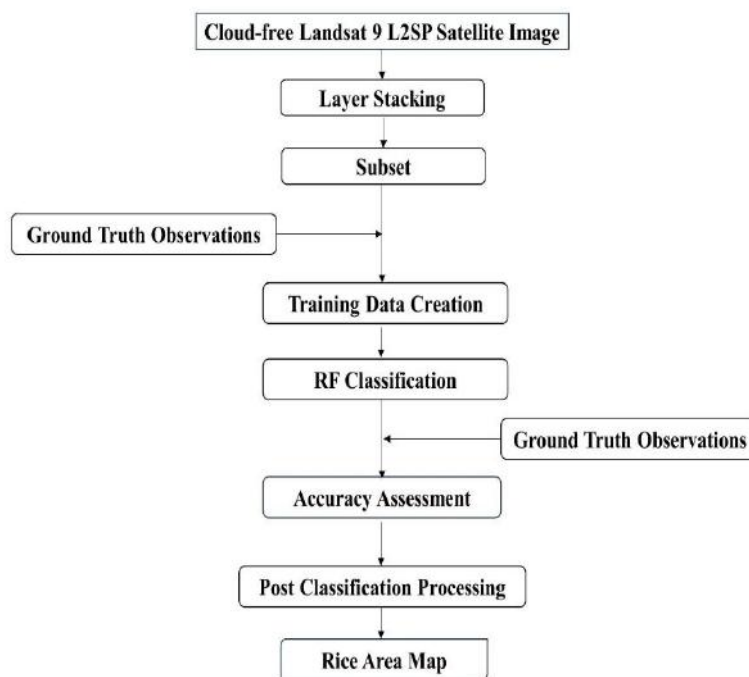 Cloud-free Landsat 9 L2SP Satellite Image
Layer Stacking
Subset
Ground Truth Observations
Training Data Creation
RF Classification
Ground Truth Observations
Accuracy Assessment
Post Classification Processing
Rice Area Map